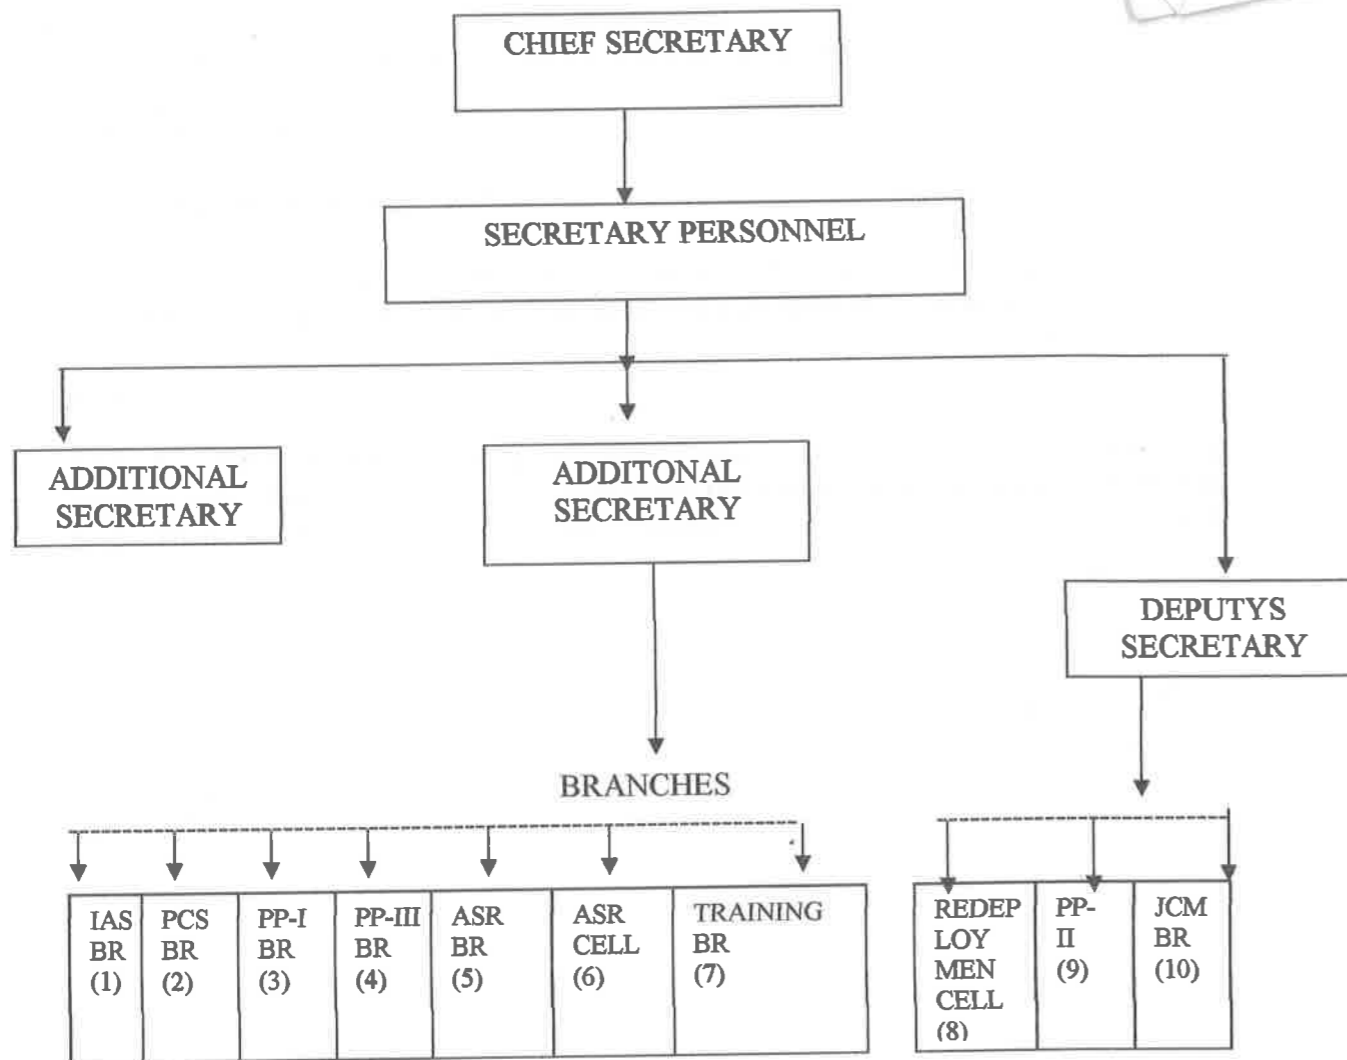 CHIEF SECRETARY
SECRETARY PERSONNEL
ADDITIONAL
SECRETARY
ADDITONAL
SECRETARY
DEPUTYS
SECRETARY
BRANCHES
IAS
BR
(1)
PCS
BR
(2)
PP-I
BR
(3)
PP-III
BR
(4)
ASR
BR
(5)
ASR
CELL
(6)
TRAINING
BR
(7)
REDEP
LOY
MEN
CELL
(8)
PP-
II
(9)
JCM
BR
(10)